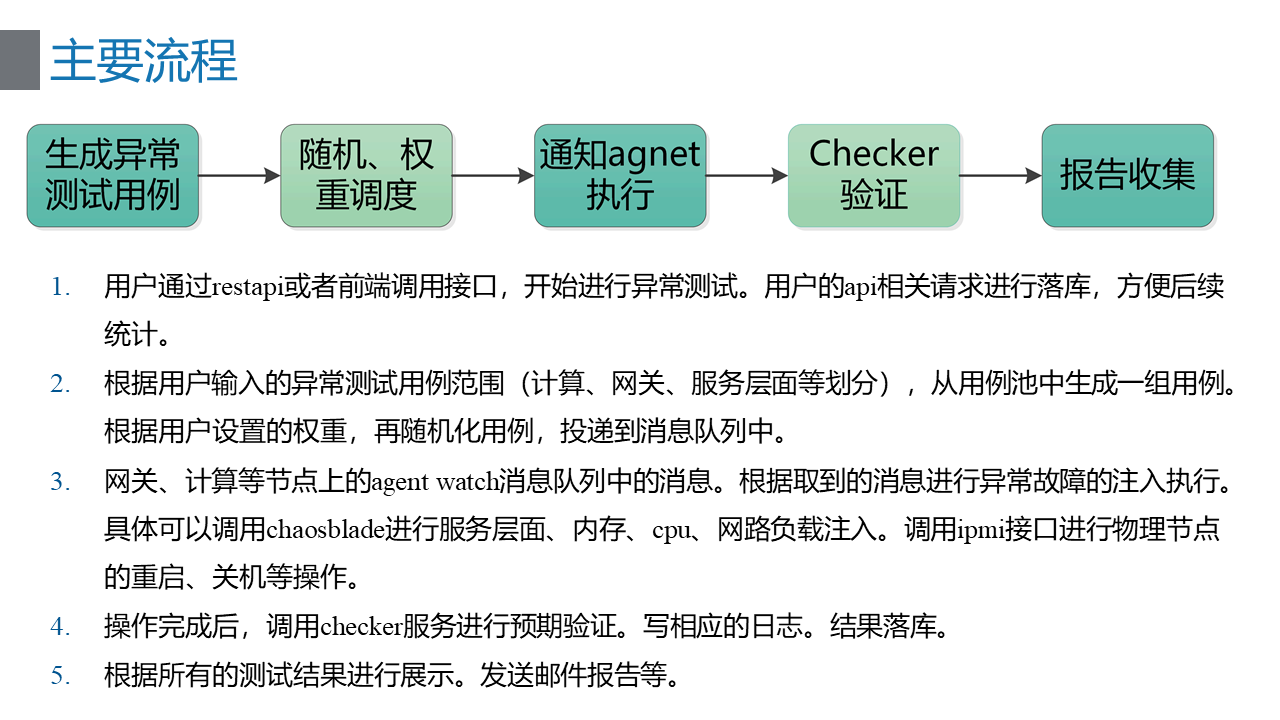 主要流程
生成异常
测试用例
随机、权
重调度
通知agnet
执行
Checker
验证
报告收集
1. 用户通过restapi或者前端调用接口，开始进行异常测试。用户的api相关请求进行落库，方便后续
统计。
2. 根据用户输入的异常测试用例范围（计算、网关、服务层面等划分），从用例池中生成一组用例。
根据用户设置的权重，再随机化用例，投递到消息队列中。
3. 网关、计算等节点上的agent watch消息队列中的消息。根据取到的消息进行异常故障的注入执行。
具体可以调用chaosblade进行服务层面、内存、cpu、网路负载注入。调用ipmi接口进行物理节点
的重启、关机等操作。
4. 操作完成后，调用checker服务进行预期验证。写相应的日志。结果落库。
5. 根据所有的测试结果进行展示。发送邮件报告等。